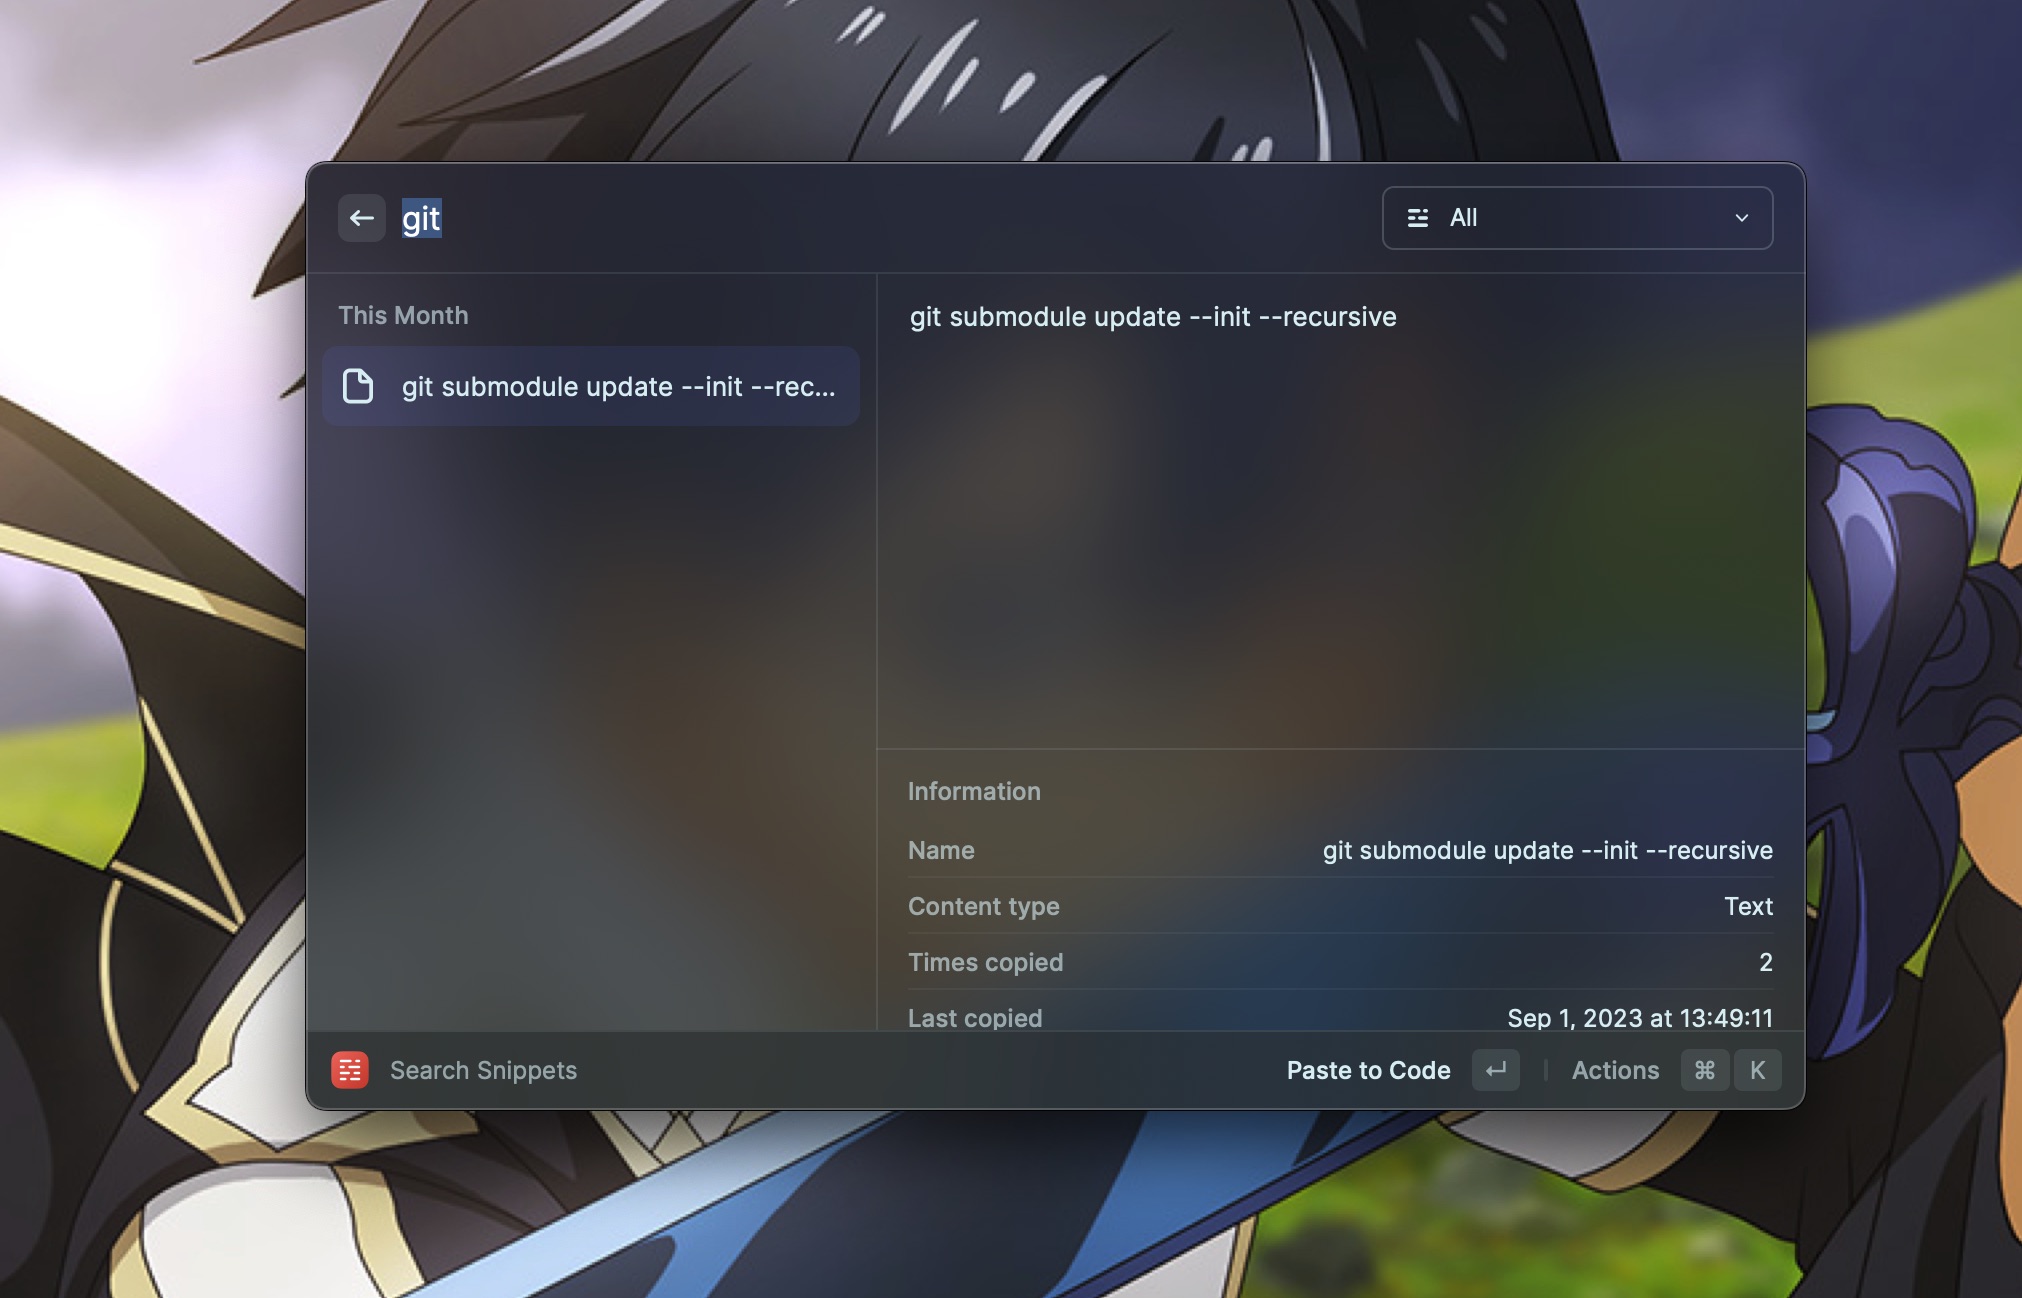 git
All
This Month
git submodule update --init --rec...
git submodule update --init --recursive
Information
Name git submodule update --init --recursive
Content type Text
Times copied 2
Last copied Sep 1, 2023 at 13:49:11
Search Snippets
Paste to Code ↵ Actions ⌘ K